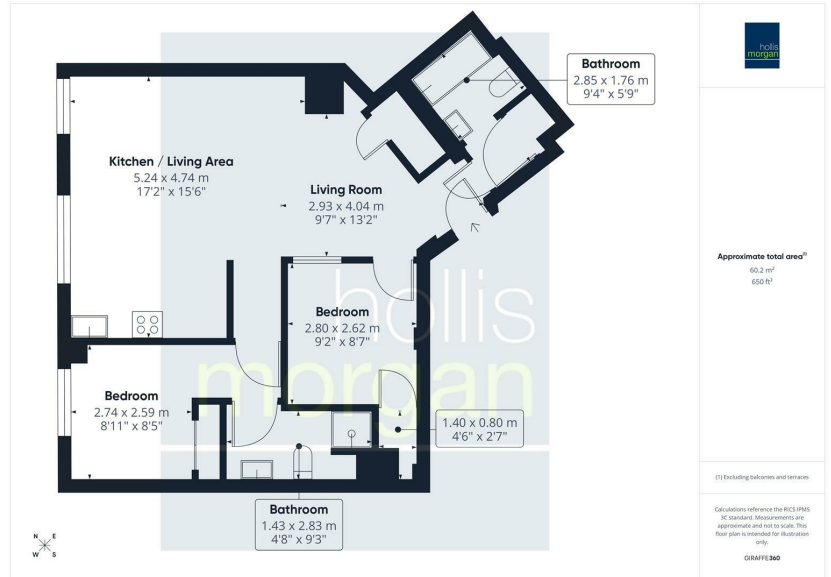 Kitchen / Living Area
5.24 x 4.74 m
17'2" x 15'6"
Living Room
2.93 x 4.04 m
9'7" x 13'2"
Bathroom
2.85 x 1.76 m
9'4" x 5'9"
Bedroom
2.80 x 2.62 m
9'2" x 8'7"
Bedroom
2.74 x 2.59 m
8'11" x 8'5"
1.40 x 0.80 m
4'6" x 2'7"
Bathroom
1.43 x 2.83 m
4'8" x 9'3"
hollis
morgan
N E
W S
hollis
morgan
Approximate total area(1)
60.2 m²
650 ft²
(1) Excluding balconies and terraces
Calculations reference the RICS IPMS
3C standard. Measurements are
approximate and not to scale. This
floor plan is intended for illustration
only.
GIRAFFE360